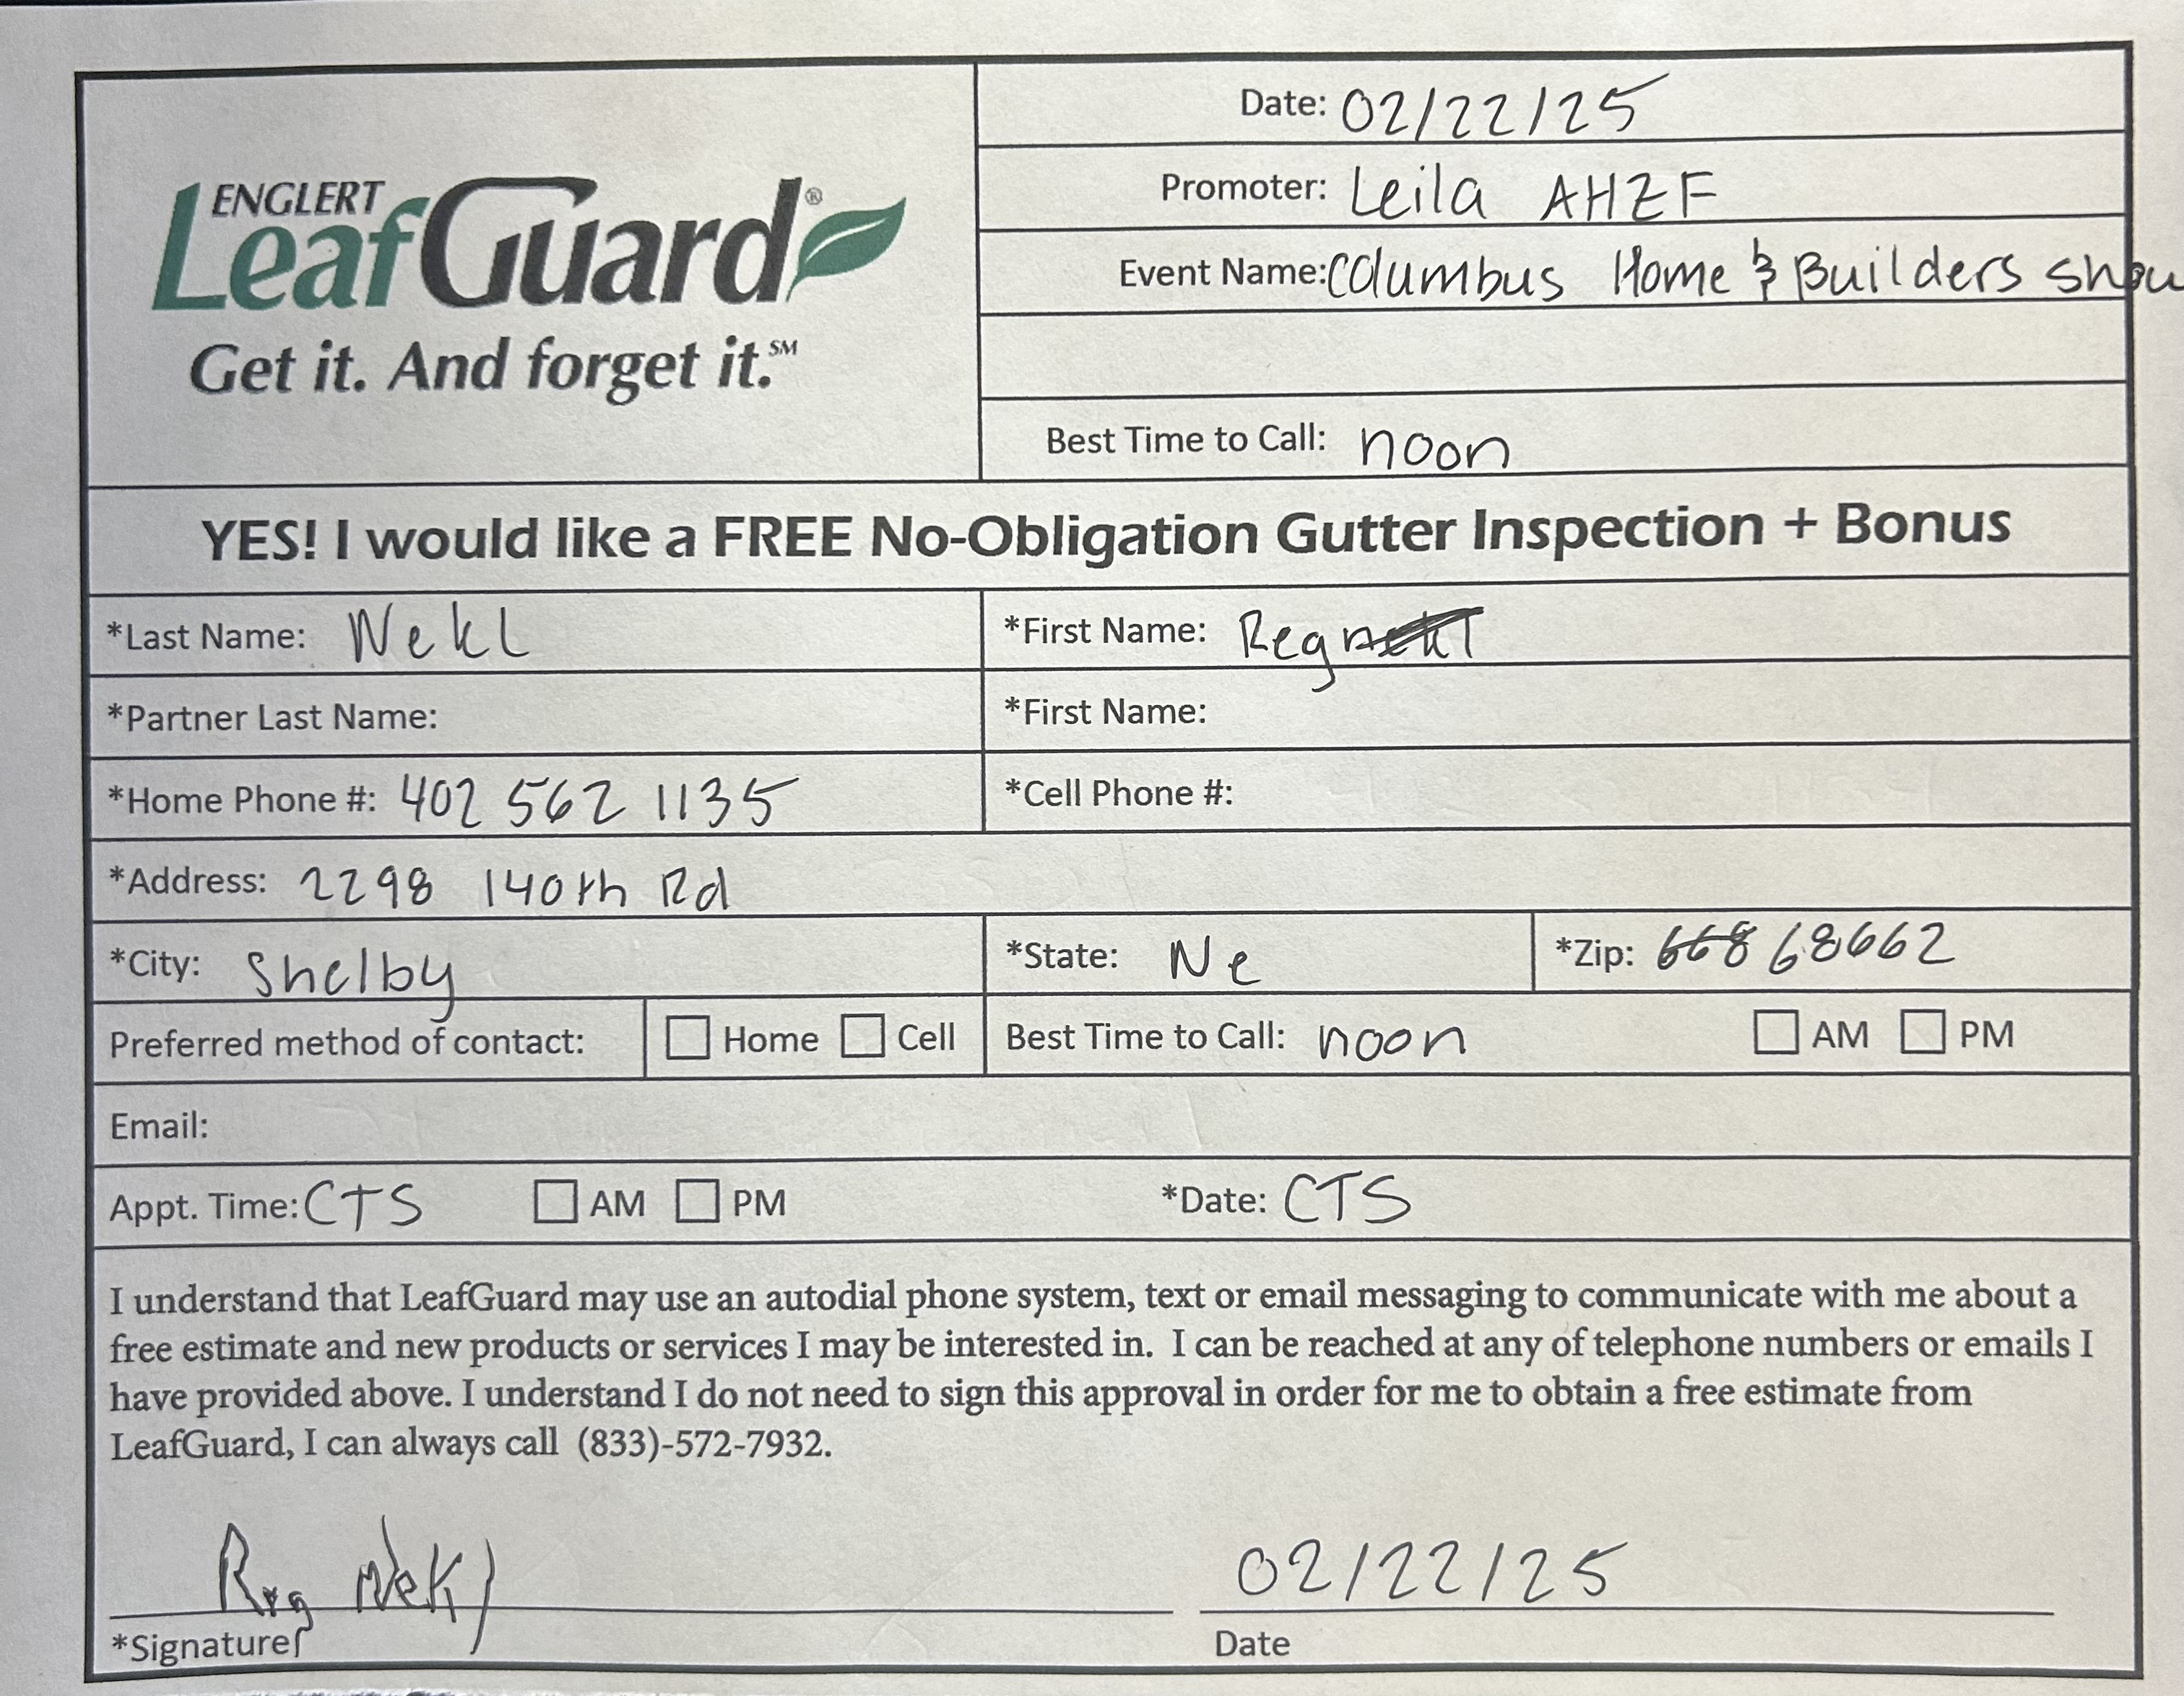 Date: 02/22/25
ENGLERT
LeafGuard®
Get it. And forget it.℠
Promoter: Leila AHZF
Event Name: Columbus Home & Builders Show
Best Time to Call: noon
YES! I would like a FREE No-Obligation Gutter Inspection + Bonus
*Last Name: Nekl *First Name: Reg
*Partner Last Name: *First Name:
*Home Phone #: 402 562 1135 *Cell Phone #:
*Address: 2298 140th Rd
*City: Shelby *State: Ne *Zip: 668 68662
Preferred method of contact: Home Cell Best Time to Call: noon AM PM
Email:
Appt. Time: CTS AM PM *Date: CTS
I understand that LeafGuard may use an autodial phone system, text or email messaging to communicate with me about a
free estimate and new products or services I may be interested in. I can be reached at any of telephone numbers or emails I
have provided above. I understand I do not need to sign this approval in order for me to obtain a free estimate from
LeafGuard, I can always call (833)-572-7932.
Reg Nekl 02/22/25
*Signature Date